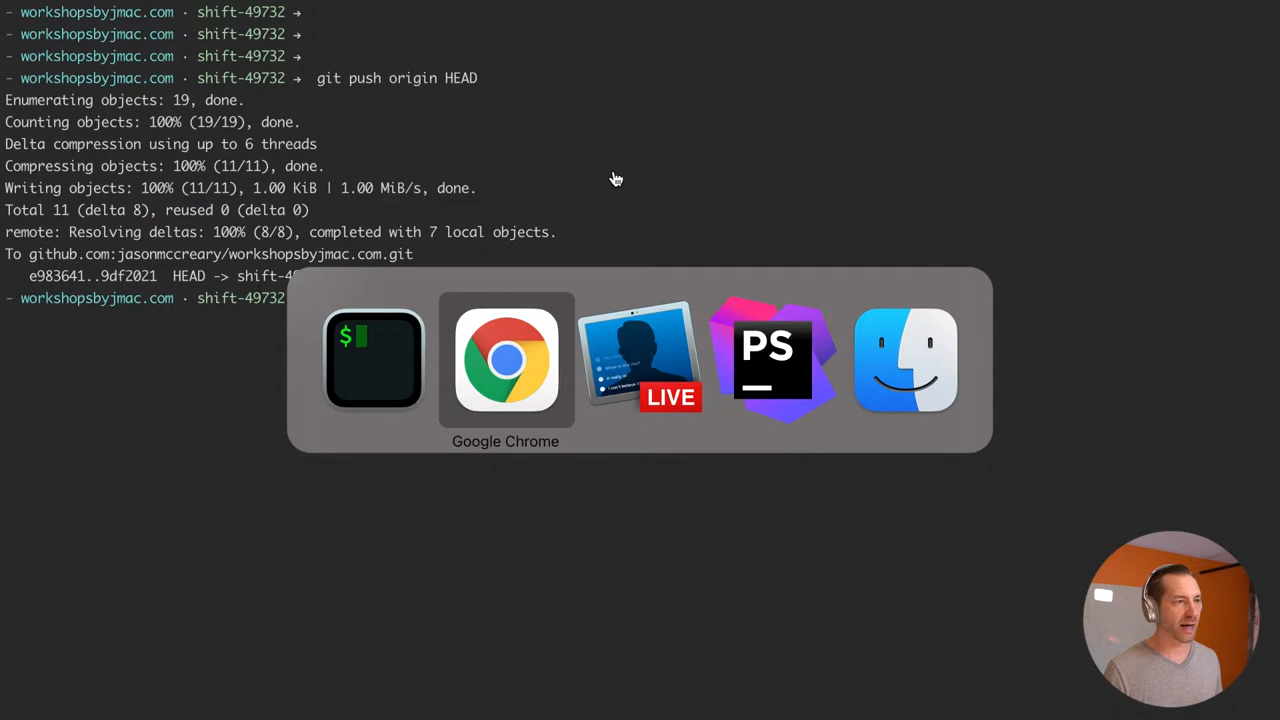 - workshopsbyjmac.com · shift-49732 →
- workshopsbyjmac.com · shift-49732 →
- workshopsbyjmac.com · shift-49732 →
- workshopsbyjmac.com · shift-49732 → git push origin HEAD
Enumerating objects: 19, done.
Counting objects: 100% (19/19), done.
Delta compression using up to 6 threads
Compressing objects: 100% (11/11), done.
Writing objects: 100% (11/11), 1.00 KiB | 1.00 MiB/s, done.
Total 11 (delta 8), reused 0 (delta 0)
remote: Resolving deltas: 100% (8/8), completed with 7 local objects.
To github.com:jasonmccreary/workshopsbyjmac.com.git
e983641..9df2021 HEAD -> shift-4
- workshopsbyjmac.com · shift-49732
$
PS
LIVE
Google Chrome